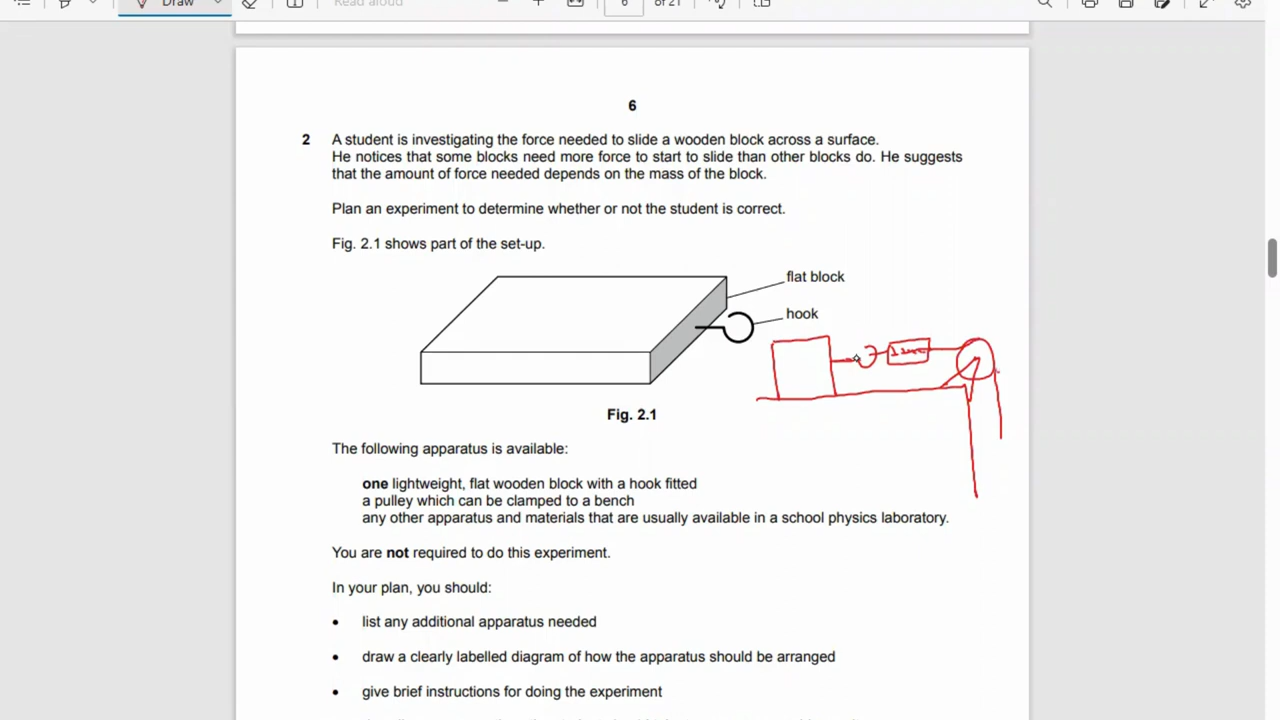 Draw
Read aloud
6
of 21
6
2 A student is investigating the force needed to slide a wooden block across a surface.
He notices that some blocks need more force to start to slide than other blocks do. He suggests
that the amount of force needed depends on the mass of the block.
Plan an experiment to determine whether or not the student is correct.
Fig. 2.1 shows part of the set-up.
flat block
hook
Fig. 2.1
The following apparatus is available:
one lightweight, flat wooden block with a hook fitted
a pulley which can be clamped to a bench
any other apparatus and materials that are usually available in a school physics laboratory.
You are not required to do this experiment.
In your plan, you should:
• list any additional apparatus needed
• draw a clearly labelled diagram of how the apparatus should be arranged
• give brief instructions for doing the experiment